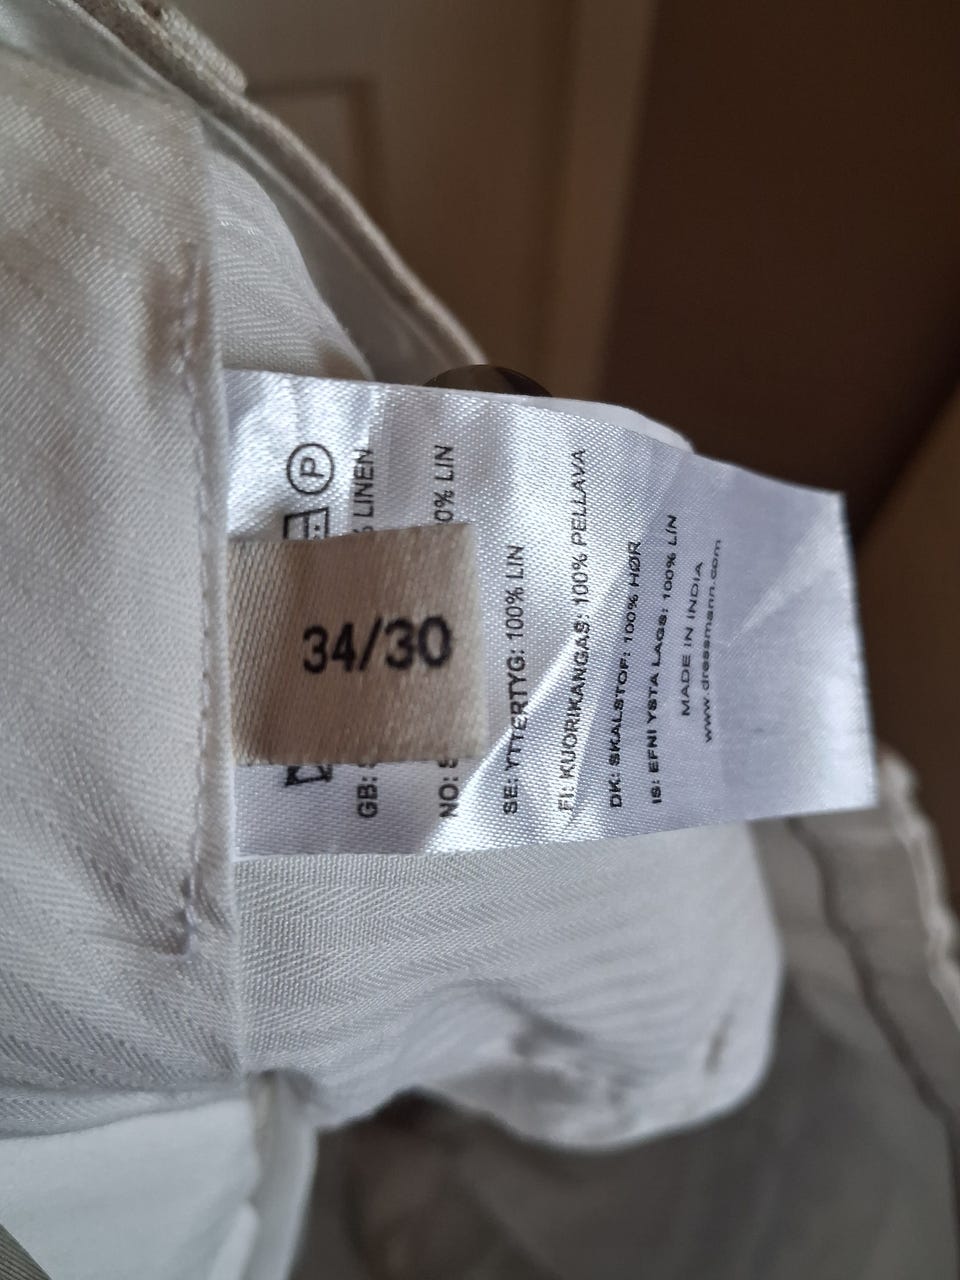 34/30
P
GB: LINEN
NO: LIN
SE: YTTERTYG: 100% LIN
FI: KUORIKANGAS: 100% PELLAVA
DK: SKALSTOF: 100% HØR
IS: EFNI YSTA LAGS: 100% LIN
MADE IN INDIA
www.dressmann.com